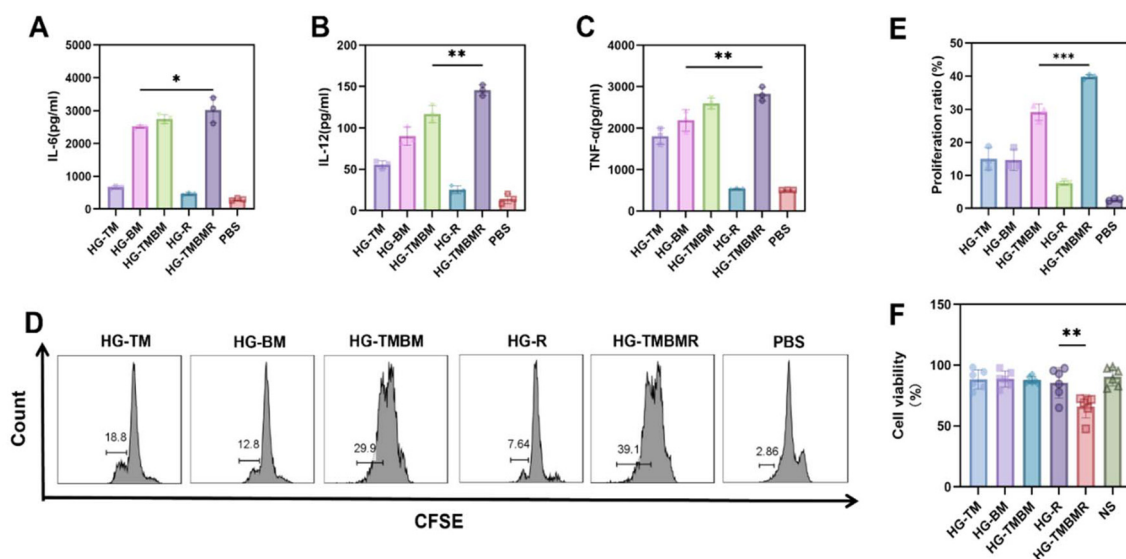 A
IL-6(pg/ml)
5000
4000
3000
2000
1000
0
*
HG-TM
HG-BM
HG-TMBM
HG-R
HG-TMBMR
PBS
B
IL-12(pg/ml)
200
150
100
50
0
**
HG-TM
HG-BM
HG-TMBM
HG-R
HG-TMBMR
PBS
C
TNF-α(pg/ml)
4000
3000
2000
1000
0
**
HG-TM
HG-BM
HG-TMBM
HG-R
HG-TMBMR
PBS
E
Proliferation ratio (%)
50
40
30
20
10
0
***
HG-TM
HG-BM
HG-TMBM
HG-R
HG-TMBMR
PBS
D
HG-TM
HG-BM
HG-TMBM
HG-R
HG-TMBMR
PBS
Count
18.8
12.8
29.9
7.64
39.1
2.86
CFSE
F
Cell viability
(%)
150
100
50
0
**
HG-TM
HG-BM
HG-TMBM
HG-R
HG-TMBMR
NS